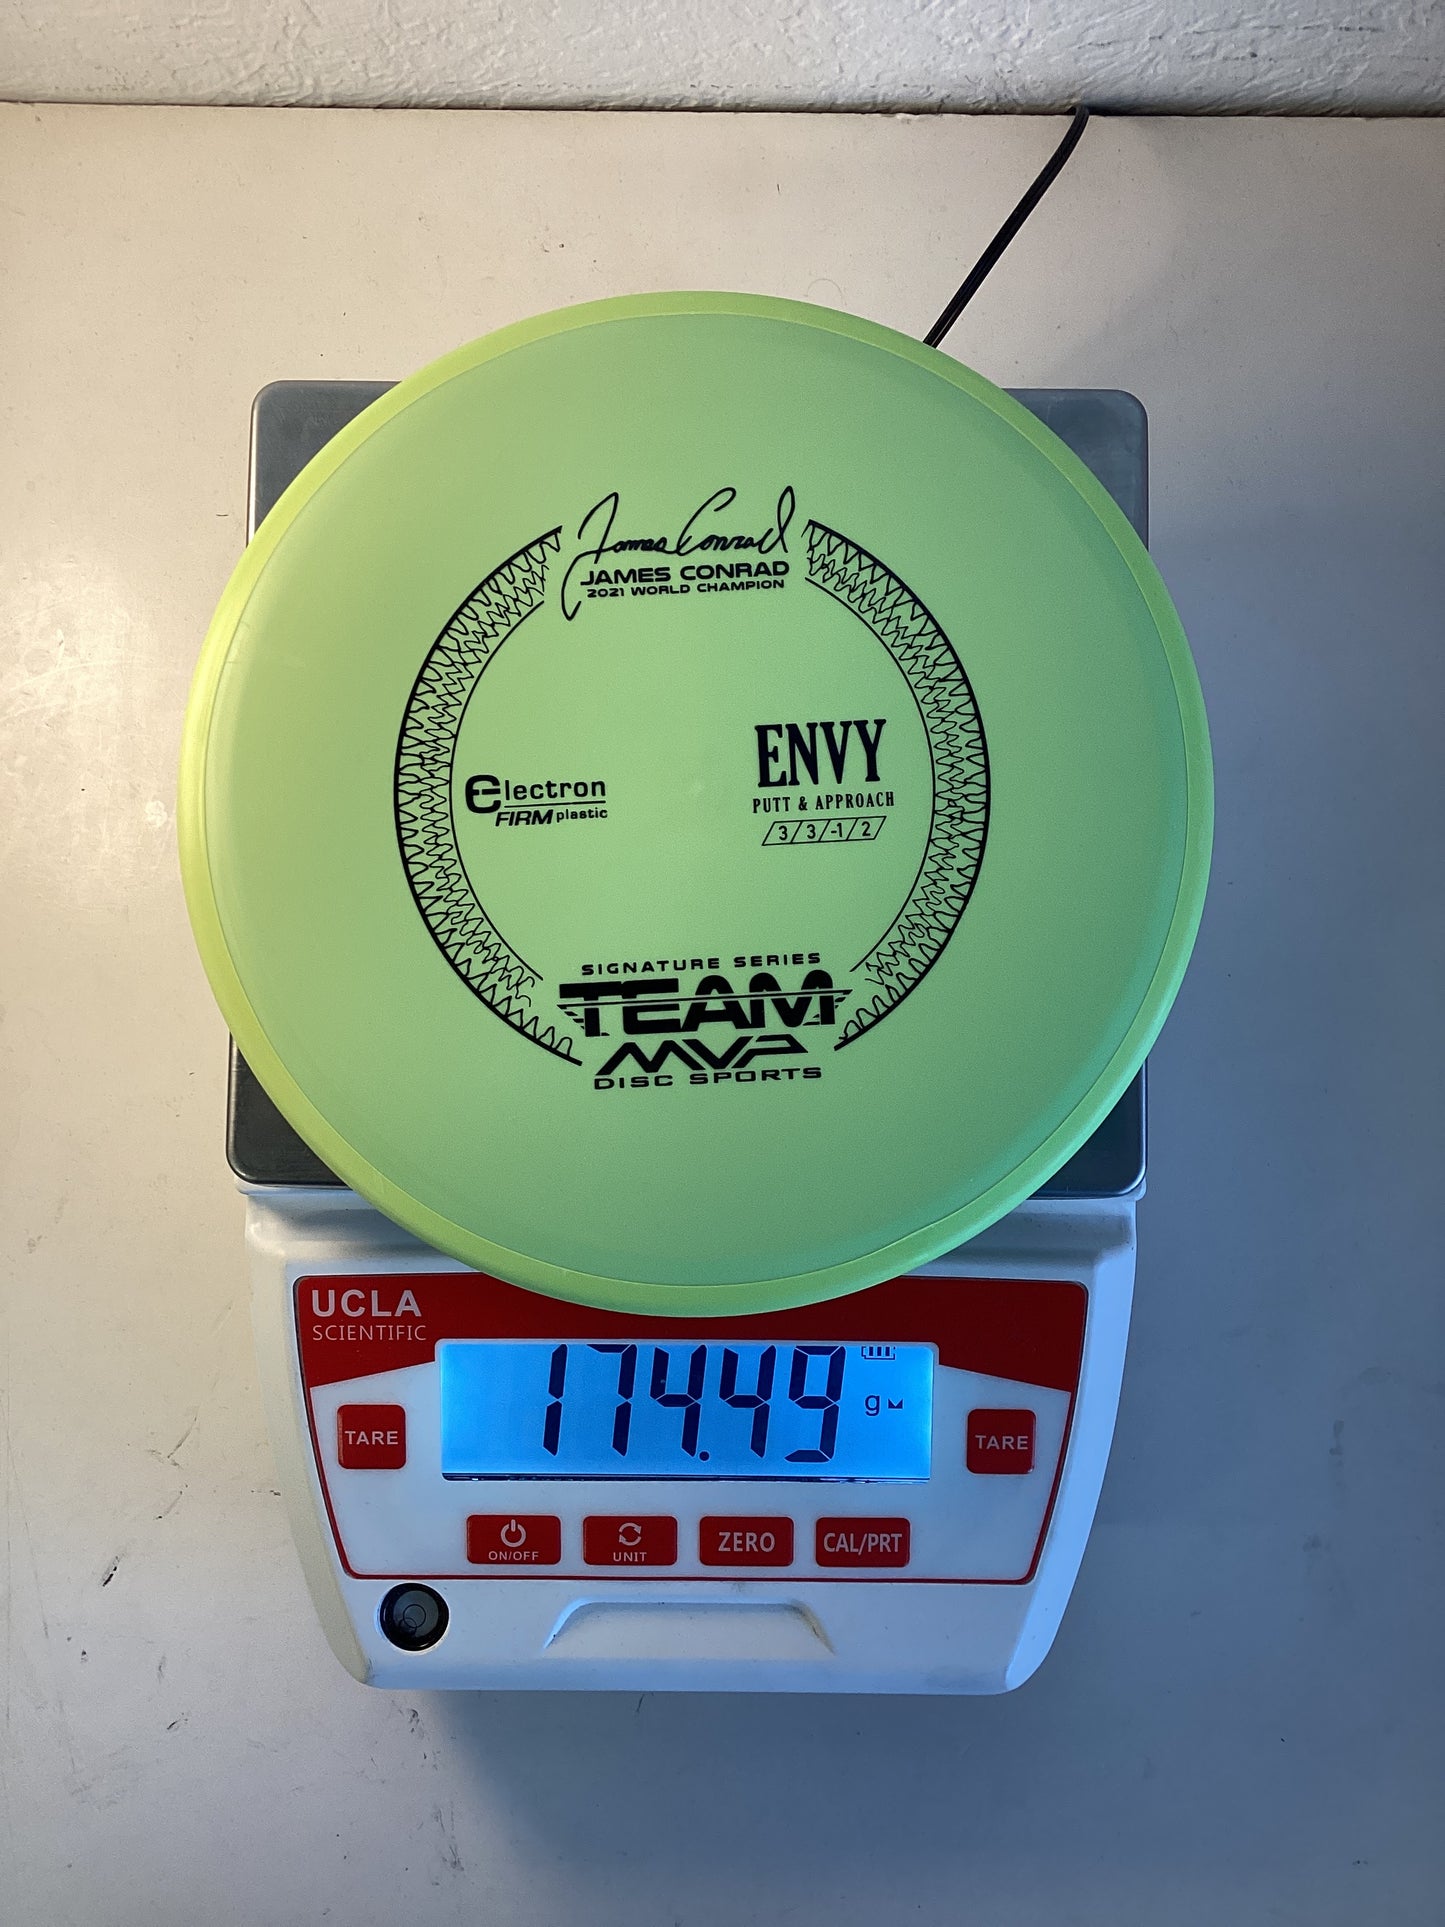 James Conrad
JAMES CONRAD
2021 WORLD CHAMPION
Electron
FIRM plastic
ENVY
PUTT & APPROACH
3/3/-1/2
SIGNATURE SERIES
TEAM
MVP
DISC SPORTS
UCLA
SCIENTIFIC
174.49 g
TARE
TARE
ON/OFF
UNIT
ZERO
CAL/PRT